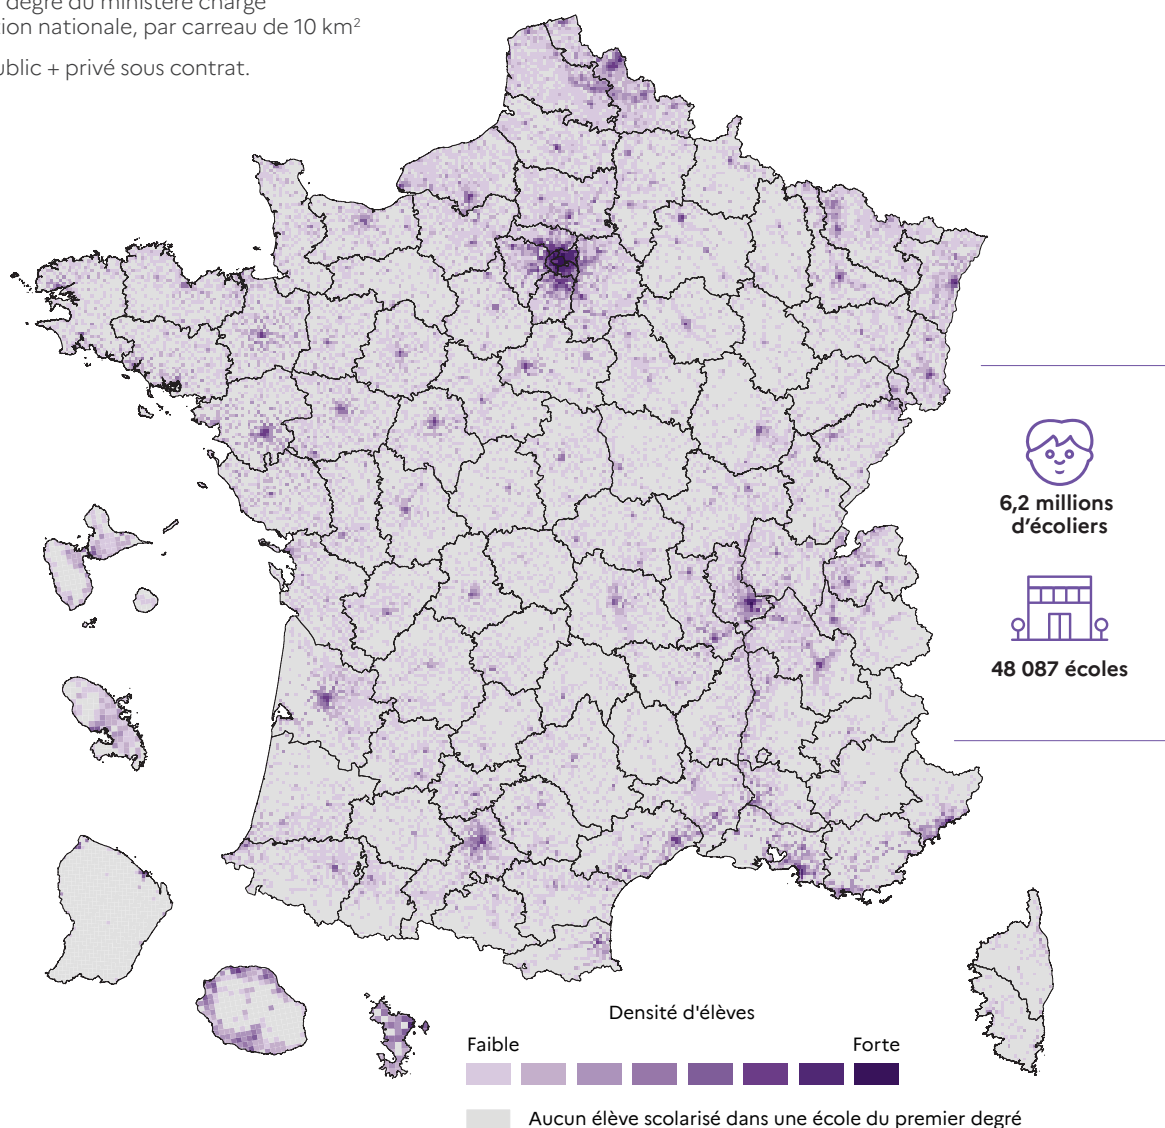 degré du ministère chargé
tion nationale, par carreau de 10 km²
ublic + privé sous contrat.
6,2 millions
d'écoliers
48 087 écoles
Densité d'élèves
Faible
Forte
Aucun élève scolarisé dans une école du premier degré